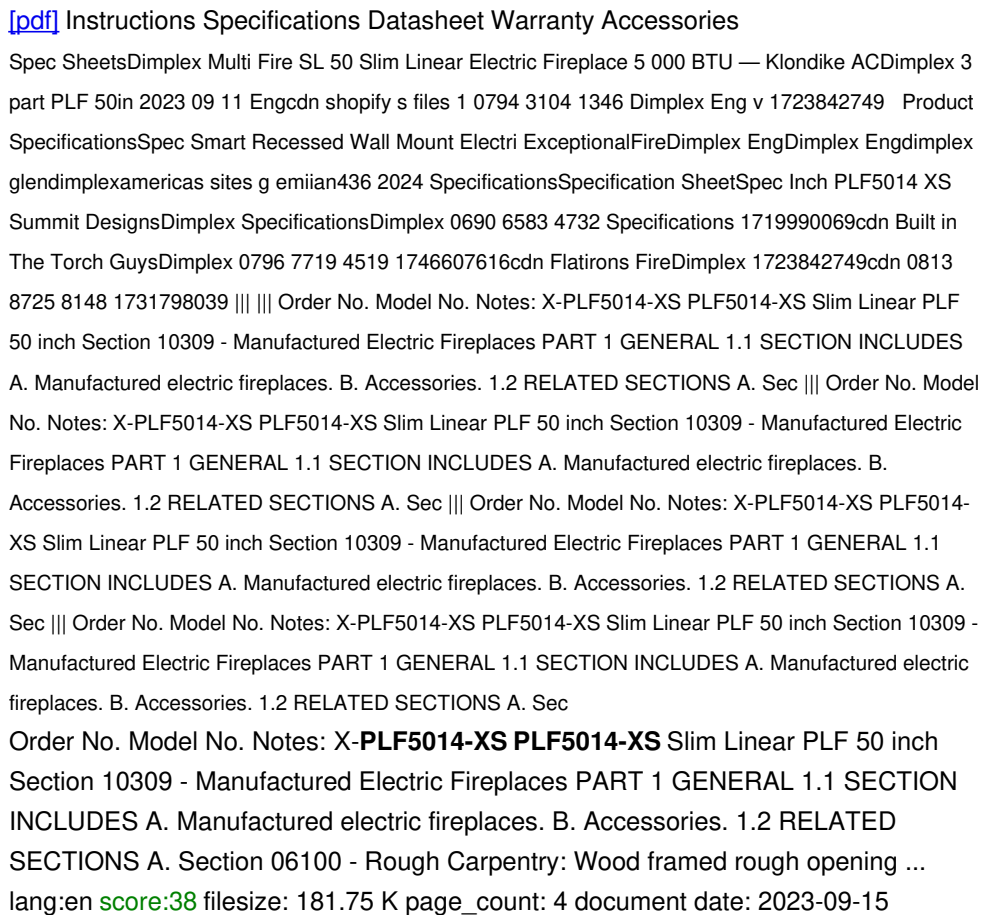 [pdf] Instructions Specifications Datasheet Warranty Accessories
Spec SheetsDimplex Multi Fire SL 50 Slim Linear Electric Fireplace 5 000 BTU — Klondike ACDimplex 3
part PLF 50in 2023 09 11 Engcdn shopify s files 1 0794 3104 1346 Dimplex Eng v 1723842749 Product
SpecificationsSpec Smart Recessed Wall Mount Electri ExceptionalFireDimplex EngDimplex Engdimplex
glendimplexamericas sites g emiian436 2024 SpecificationsSpecification SheetSpec Inch PLF5014 XS
Summit DesignsDimplex SpecificationsDimplex 0690 6583 4732 Specifications 1719990069cdn Built in
The Torch GuysDimplex 0796 7719 4519 1746607616cdn Flatirons FireDimplex 1723842749cdn 0813
8725 8148 1731798039 ||| ||| Order No. Model No. Notes: X-PLF5014-XS PLF5014-XS Slim Linear PLF
50 inch Section 10309 - Manufactured Electric Fireplaces PART 1 GENERAL 1.1 SECTION INCLUDES
A. Manufactured electric fireplaces. B. Accessories. 1.2 RELATED SECTIONS A. Sec ||| Order No. Model
No. Notes: X-PLF5014-XS PLF5014-XS Slim Linear PLF 50 inch Section 10309 - Manufactured Electric
Fireplaces PART 1 GENERAL 1.1 SECTION INCLUDES A. Manufactured electric fireplaces. B.
Accessories. 1.2 RELATED SECTIONS A. Sec ||| Order No. Model No. Notes: X-PLF5014-XS PLF5014-
XS Slim Linear PLF 50 inch Section 10309 - Manufactured Electric Fireplaces PART 1 GENERAL 1.1
SECTION INCLUDES A. Manufactured electric fireplaces. B. Accessories. 1.2 RELATED SECTIONS A.
Sec ||| Order No. Model No. Notes: X-PLF5014-XS PLF5014-XS Slim Linear PLF 50 inch Section 10309 -
Manufactured Electric Fireplaces PART 1 GENERAL 1.1 SECTION INCLUDES A. Manufactured electric
fireplaces. B. Accessories. 1.2 RELATED SECTIONS A. Sec
Order No. Model No. Notes: X-PLF5014-XS PLF5014-XS Slim Linear PLF 50 inch
Section 10309 - Manufactured Electric Fireplaces PART 1 GENERAL 1.1 SECTION
INCLUDES A. Manufactured electric fireplaces. B. Accessories. 1.2 RELATED
SECTIONS A. Section 06100 - Rough Carpentry: Wood framed rough opening ...
lang:en score:38 filesize: 181.75 K page_count: 4 document date: 2023-09-15